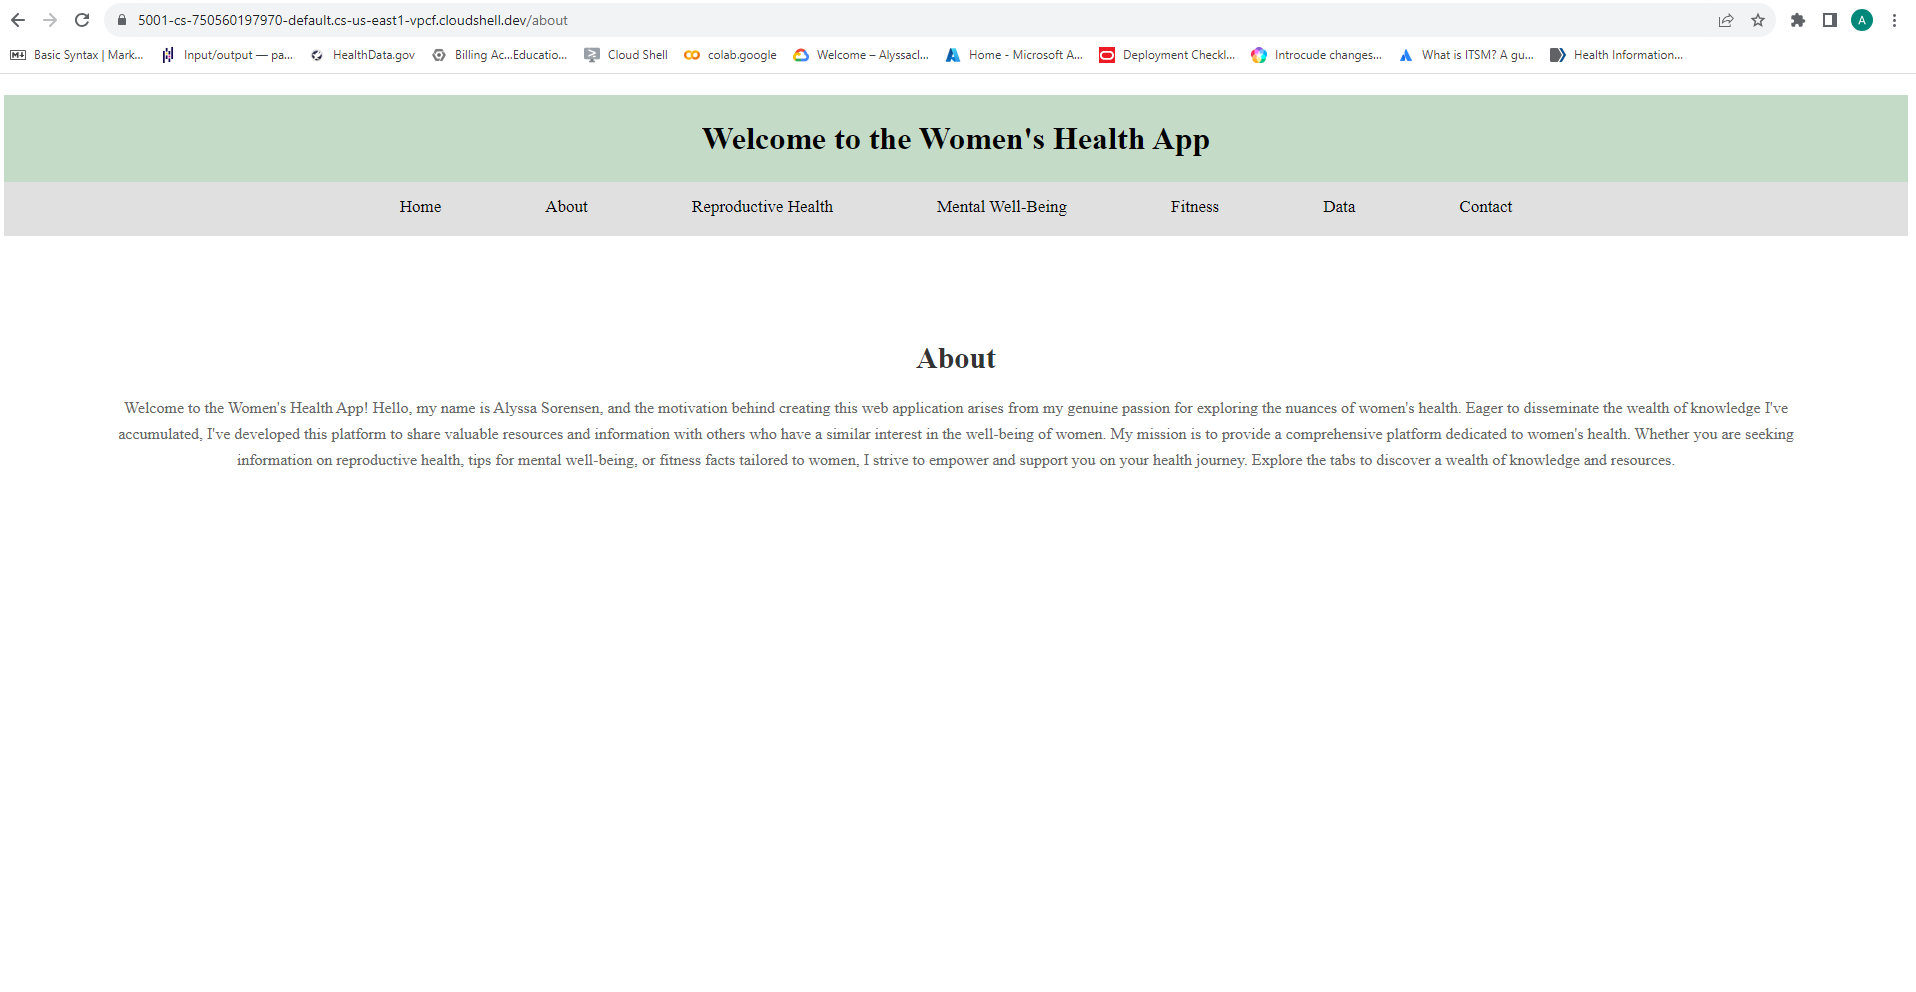 5001-cs-750560197970-default.cs-us-east1-vpcf.cloudshell.dev/about
A
Basic Syntax | Mark... Input/output — pa... HealthData.gov Billing Ac...Educatio... Cloud Shell colab.google Welcome – Alyssacl... Home - Microsoft A... Deployment Checkl... Introcude changes... What is ITSM? A gu... Health Information...
Welcome to the Women's Health App
Home About Reproductive Health Mental Well-Being Fitness Data Contact
About
Welcome to the Women's Health App! Hello, my name is Alyssa Sorensen, and the motivation behind creating this web application arises from my genuine passion for exploring the nuances of women's health. Eager to disseminate the wealth of knowledge I've
accumulated, I've developed this platform to share valuable resources and information with others who have a similar interest in the well-being of women. My mission is to provide a comprehensive platform dedicated to women's health. Whether you are seeking
information on reproductive health, tips for mental well-being, or fitness facts tailored to women, I strive to empower and support you on your health journey. Explore the tabs to discover a wealth of knowledge and resources.